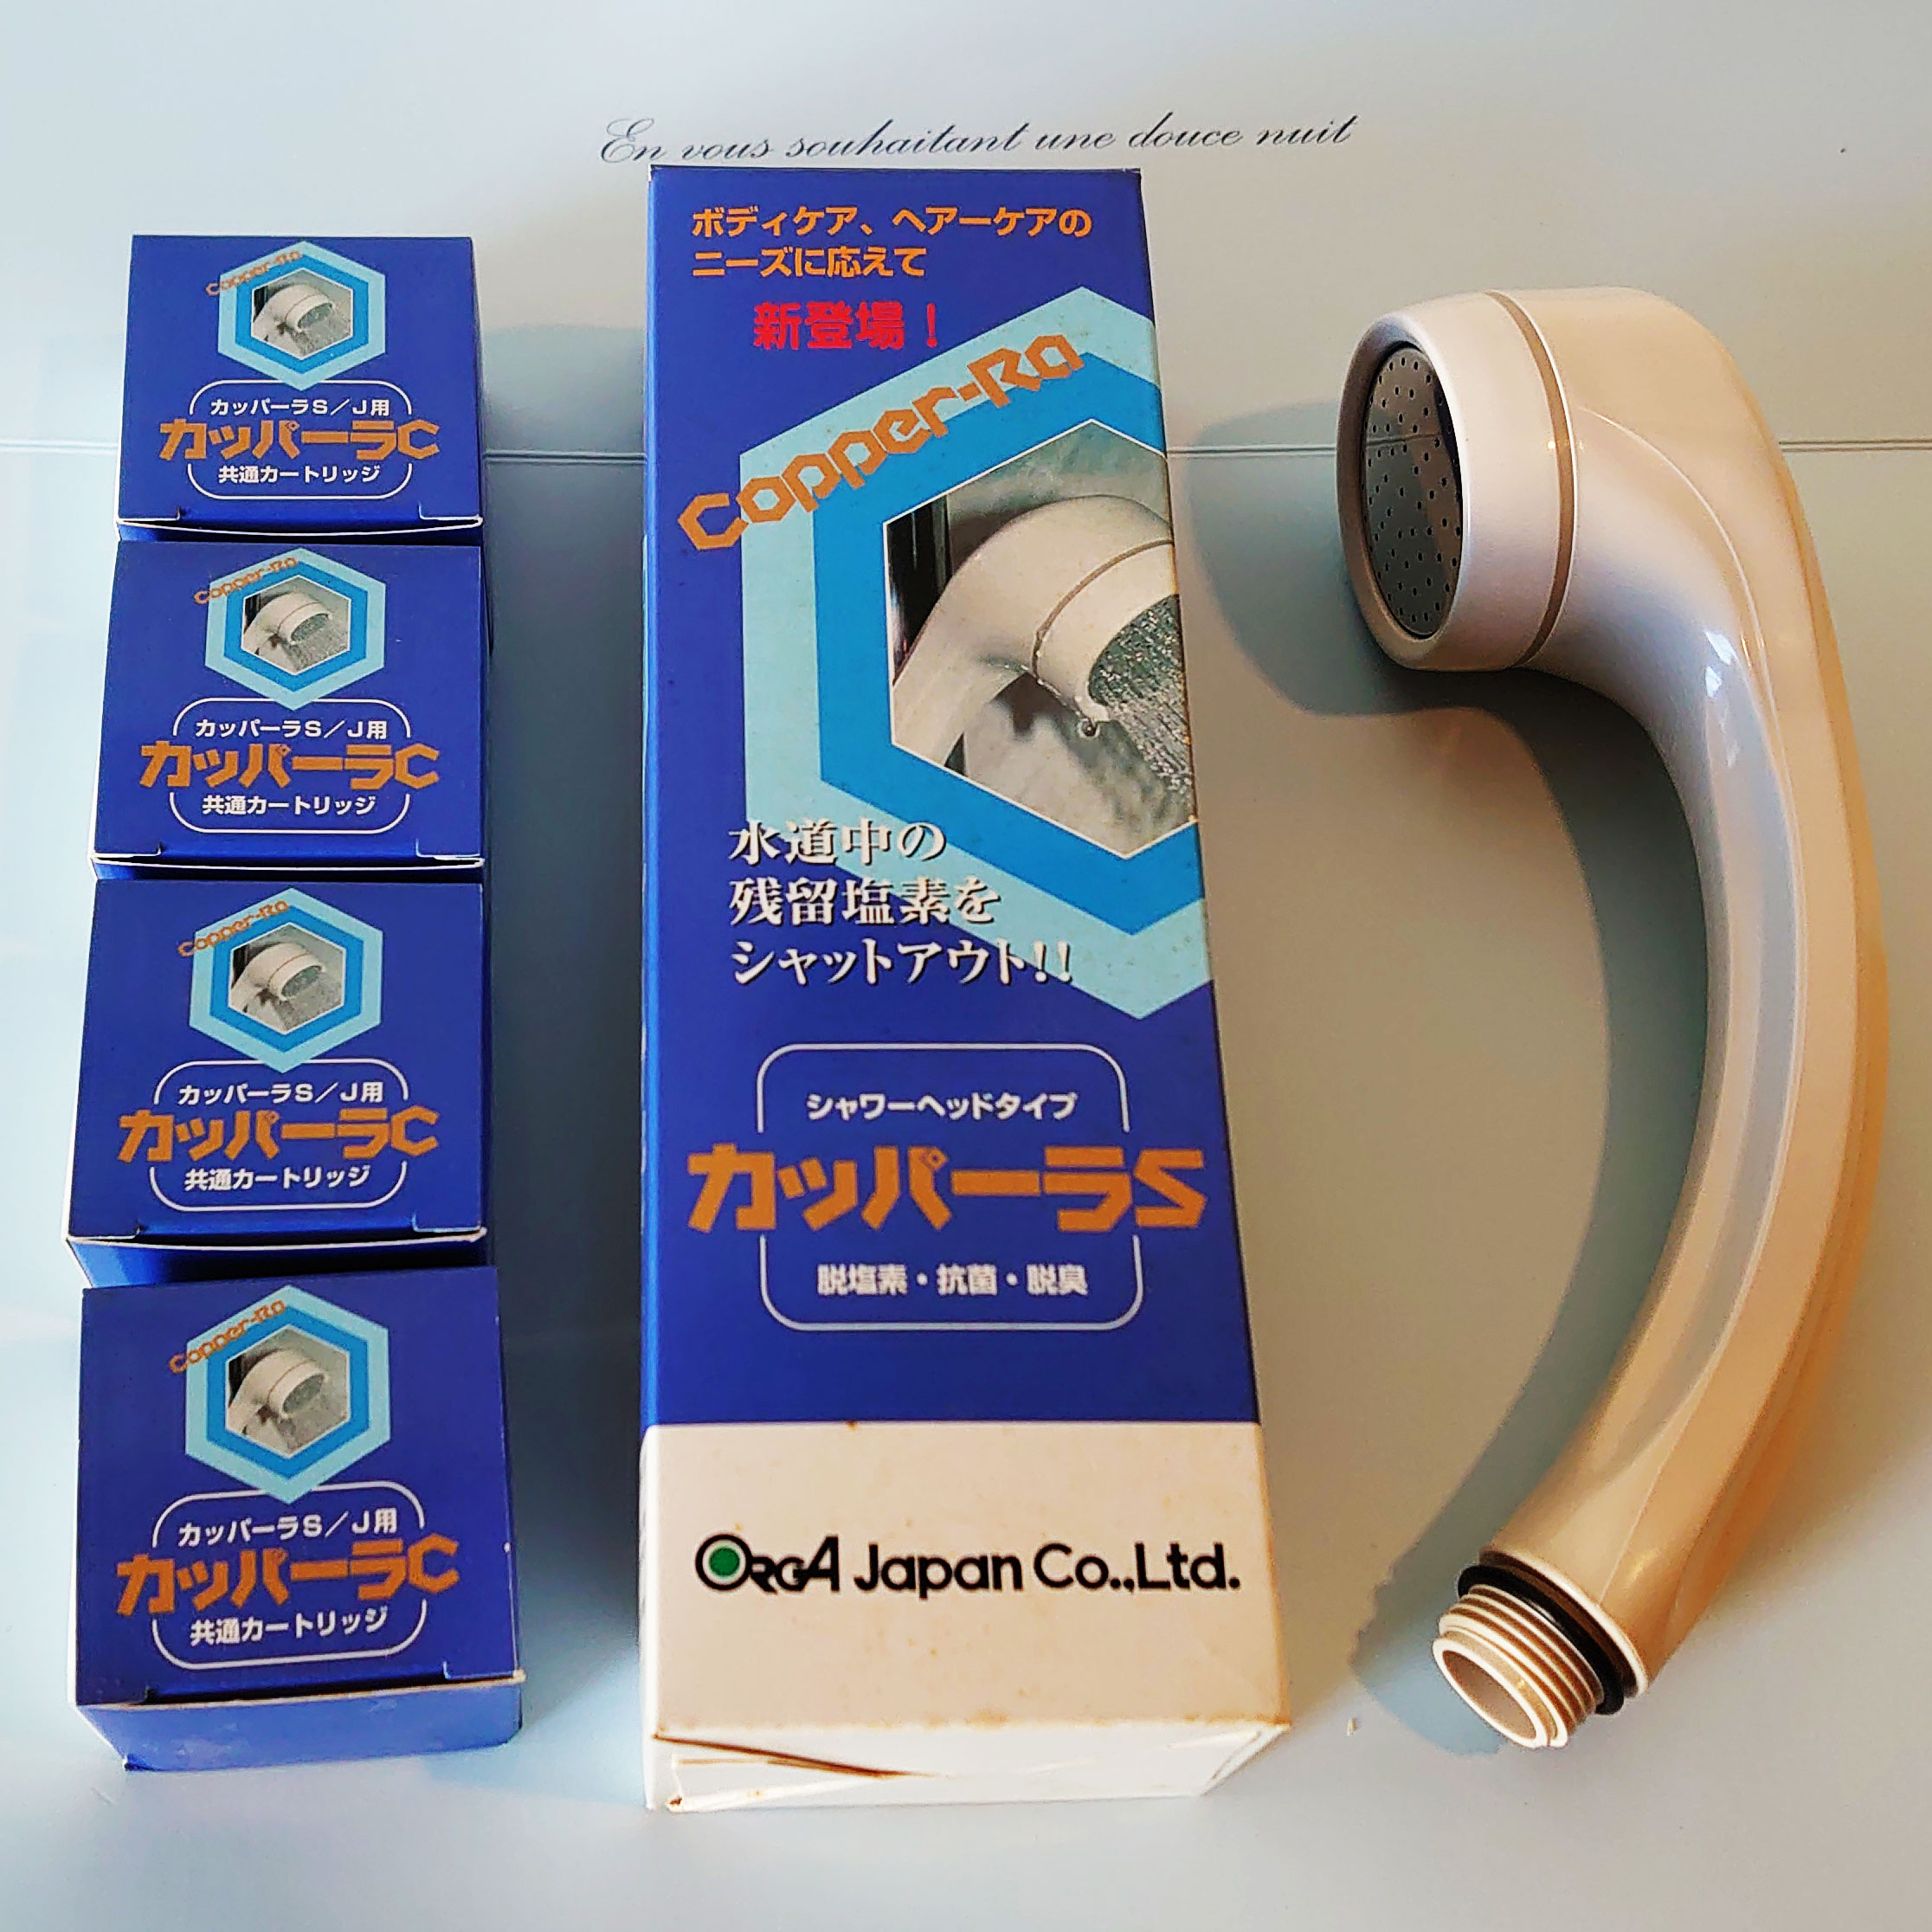 En vous souhaitant une douce nuit
Copper-Ra
カッパーラS／J用
カッパーラC
共通カートリッジ
Copper-Ra
カッパーラS／J用
カッパーラC
共通カートリッジ
Copper-Ra
カッパーラS／J用
カッパーラC
共通カートリッジ
Copper-Ra
カッパーラS／J用
カッパーラC
共通カートリッジ
ボディケア、ヘアーケアの
ニーズに応えて
新登場！
Copper-Ra
水道中の
残留塩素を
シャットアウト!!
シャワーヘッドタイプ
カッパーラS
脱塩素・抗菌・脱臭
ORGA Japan Co.,Ltd.